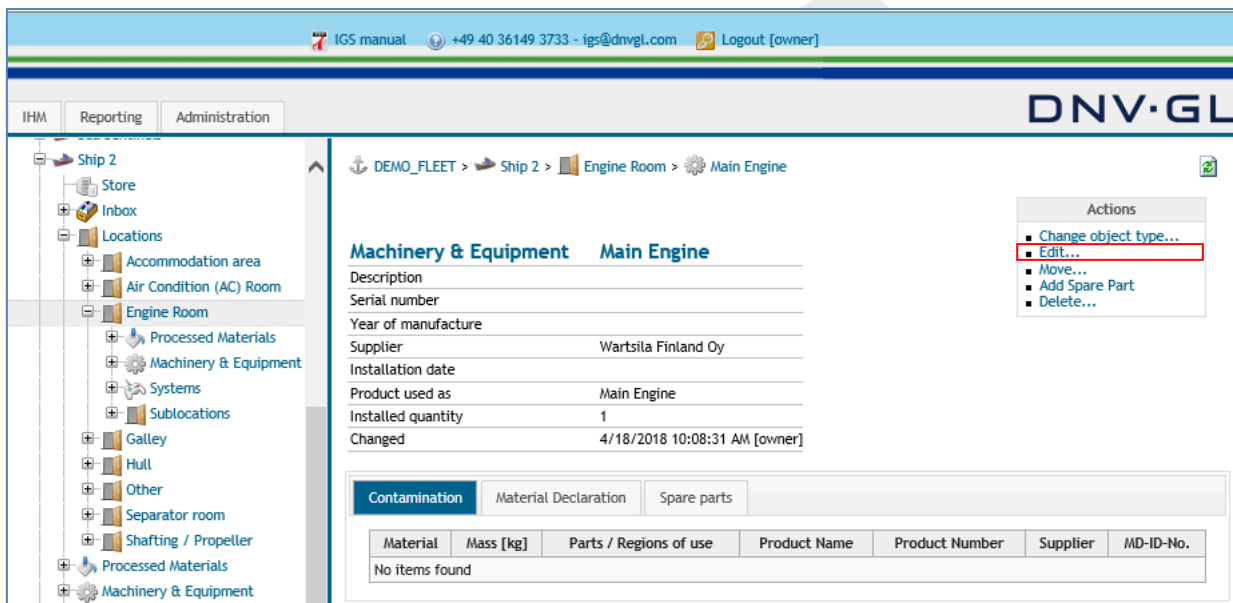 IGS manual +49 40 36149 3733 - igs@dnvgl.com Logout [owner]
DNV·GL
IHM Reporting Administration
Ship 2
Store
Inbox
Locations
Accommodation area
Air Condition (AC) Room
Engine Room
Processed Materials
Machinery & Equipment
Systems
Sublocations
Galley
Hull
Other
Separator room
Shafting / Propeller
Processed Materials
Machinery & Equipment
DEMO_FLEET > Ship 2 > Engine Room > Main Engine
Actions
Change object type...
Edit...
Move...
Add Spare Part
Delete...
Machinery & Equipment Main Engine
Description
Serial number
Year of manufacture
Supplier Wartsila Finland Oy
Installation date
Product used as Main Engine
Installed quantity 1
Changed 4/18/2018 10:08:31 AM [owner]
Contamination Material Declaration Spare parts
Material Mass [kg] Parts / Regions of use Product Name Product Number Supplier MD-ID-No.
No items found